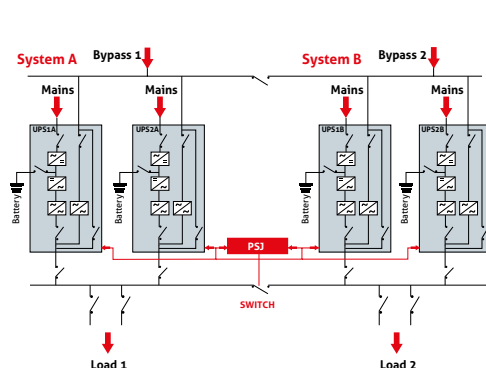 System A
Bypass 1
System B
Bypass 2
Mains
Mains
Mains
Mains
UPS1A
UPS2A
UPS1B
UPS2B
Battery
Battery
Battery
Battery
PSJ
SWITCH
Load 1
Load 2